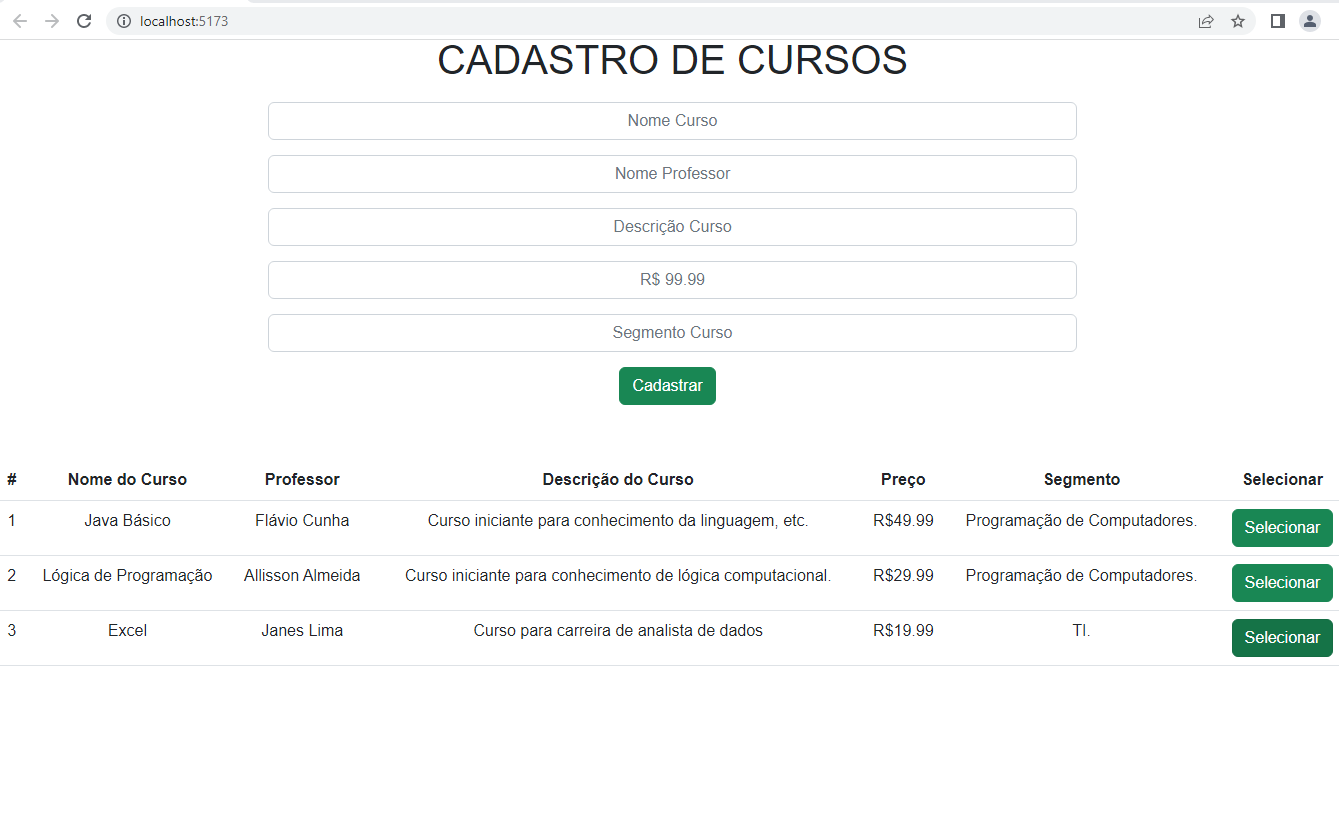 localhost:5173
CADASTRO DE CURSOS
Nome Curso
Nome Professor
Descrição Curso
R$ 99.99
Segmento Curso
Cadastrar
# Nome do Curso Professor Descrição do Curso Preço Segmento Selecionar
1 Java Básico Flávio Cunha Curso iniciante para conhecimento da linguagem, etc. R$49.99 Programação de Computadores. Selecionar
2 Lógica de Programação Allisson Almeida Curso iniciante para conhecimento de lógica computacional. R$29.99 Programação de Computadores. Selecionar
3 Excel Janes Lima Curso para carreira de analista de dados R$19.99 TI. Selecionar